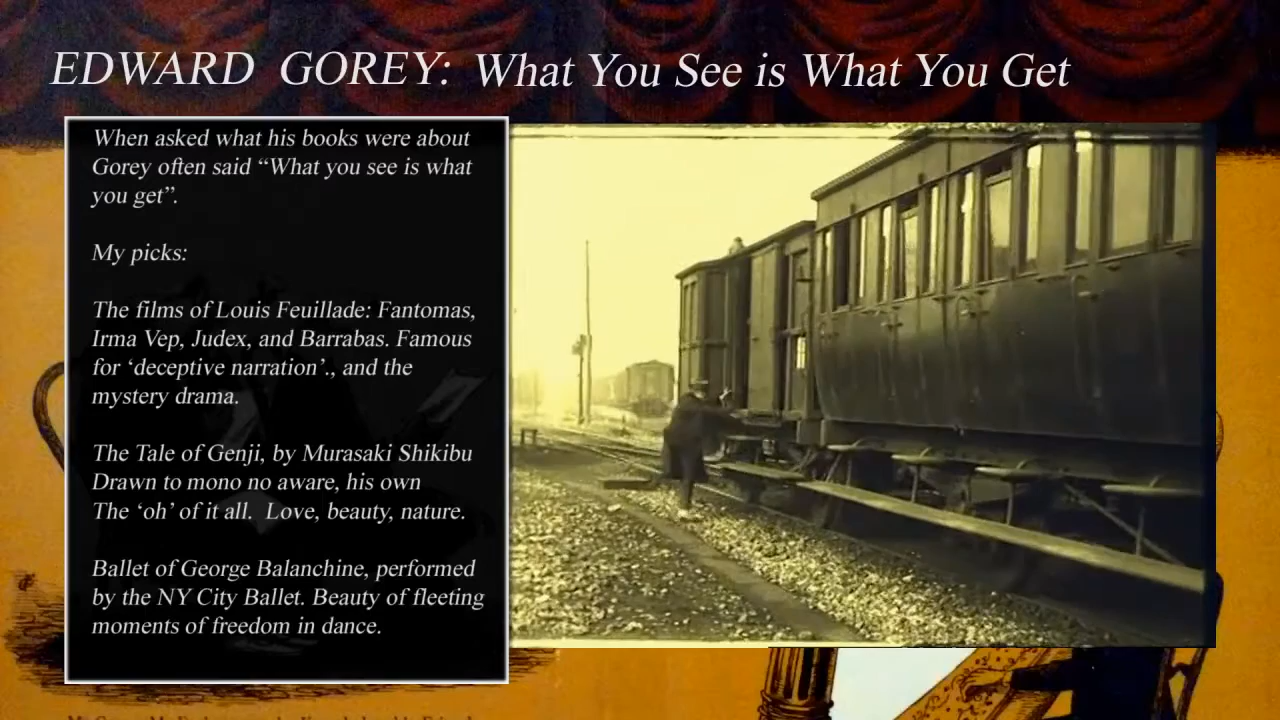 EDWARD GOREY: What You See is What You Get
When asked what his books were about
Gorey often said “What you see is what
you get”.
My picks:
The films of Louis Feuillade: Fantomas,
Irma Vep, Judex, and Barrabas. Famous
for ‘deceptive narration’., and the
mystery drama.
The Tale of Genji, by Murasaki Shikibu
Drawn to mono no aware, his own
The ‘oh’ of it all.  Love, beauty, nature.
Ballet of George Balanchine, performed
by the NY City Ballet. Beauty of fleeting
moments of freedom in dance.